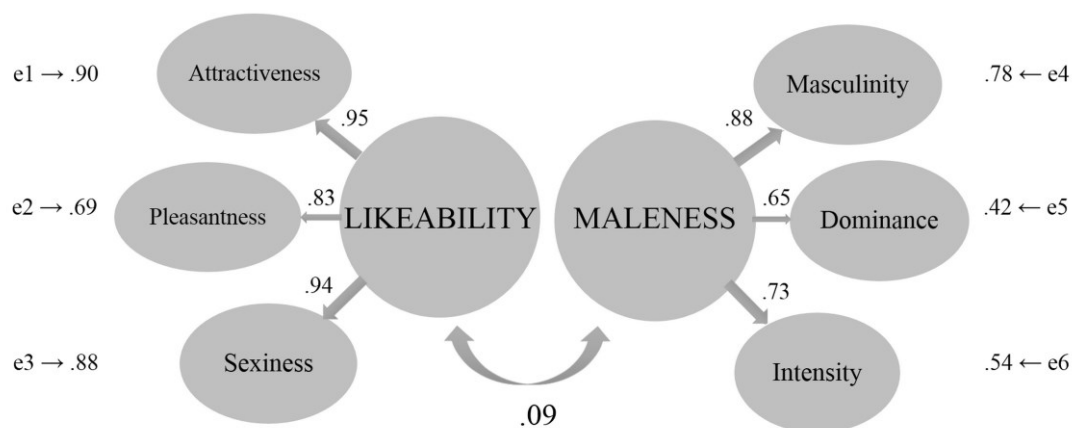 Attractiveness
Masculinity
e1 → .90
.78 ← e4
.95
.88
Pleasantness
.83
LIKEABILITY
MALENESS
.65
Dominance
e2 → .69
.42 ← e5
.94
.73
Sexiness
Intensity
e3 → .88
.54 ← e6
.09